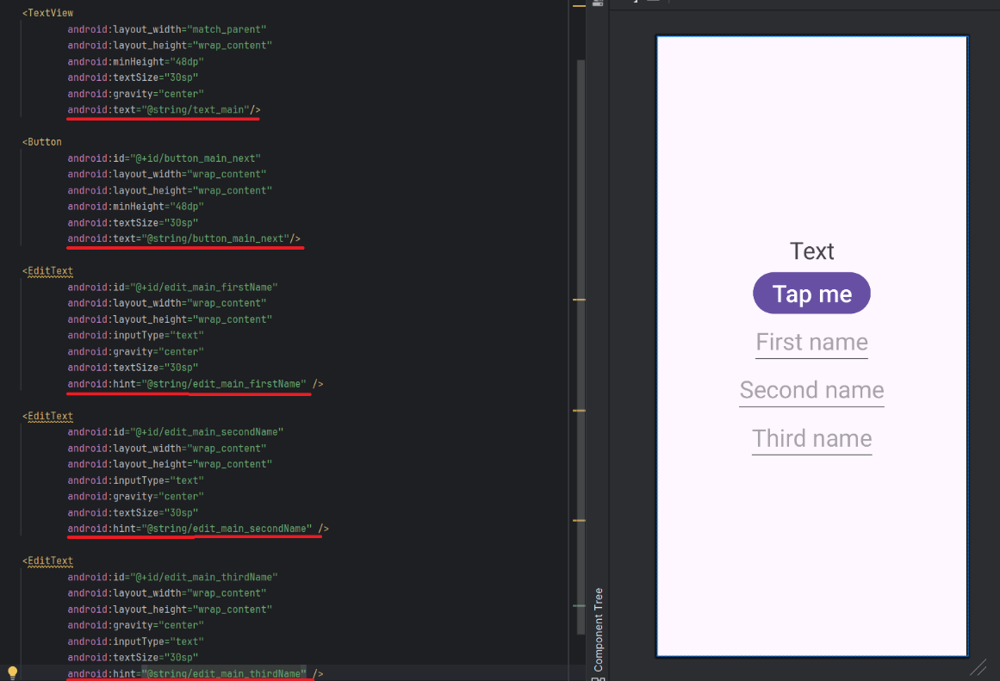 <TextView
android:layout_width="match_parent"
android:layout_height="wrap_content"
android:minHeight="48dp"
android:textSize="30sp"
android:gravity="center"
android:text="@string/text_main"/>
<Button
android:id="@+id/button_main_next"
android:layout_width="wrap_content"
android:layout_height="wrap_content"
android:minHeight="48dp"
android:textSize="30sp"
android:text="@string/button_main_next"/>
<EditText
android:id="@+id/edit_main_firstName"
android:layout_width="wrap_content"
android:layout_height="wrap_content"
android:inputType="text"
android:gravity="center"
android:textSize="30sp"
android:hint="@string/edit_main_firstName" />
<EditText
android:id="@+id/edit_main_secondName"
android:layout_width="wrap_content"
android:layout_height="wrap_content"
android:inputType="text"
android:gravity="center"
android:textSize="30sp"
android:hint="@string/edit_main_secondName" />
<EditText
android:id="@+id/edit_main_thirdName"
android:layout_width="wrap_content"
android:layout_height="wrap_content"
android:gravity="center"
android:inputType="text"
android:textSize="30sp"
android:hint="@string/edit_main_thirdName" />
Component Tree
Text
Tap me
First name
Second name
Third name